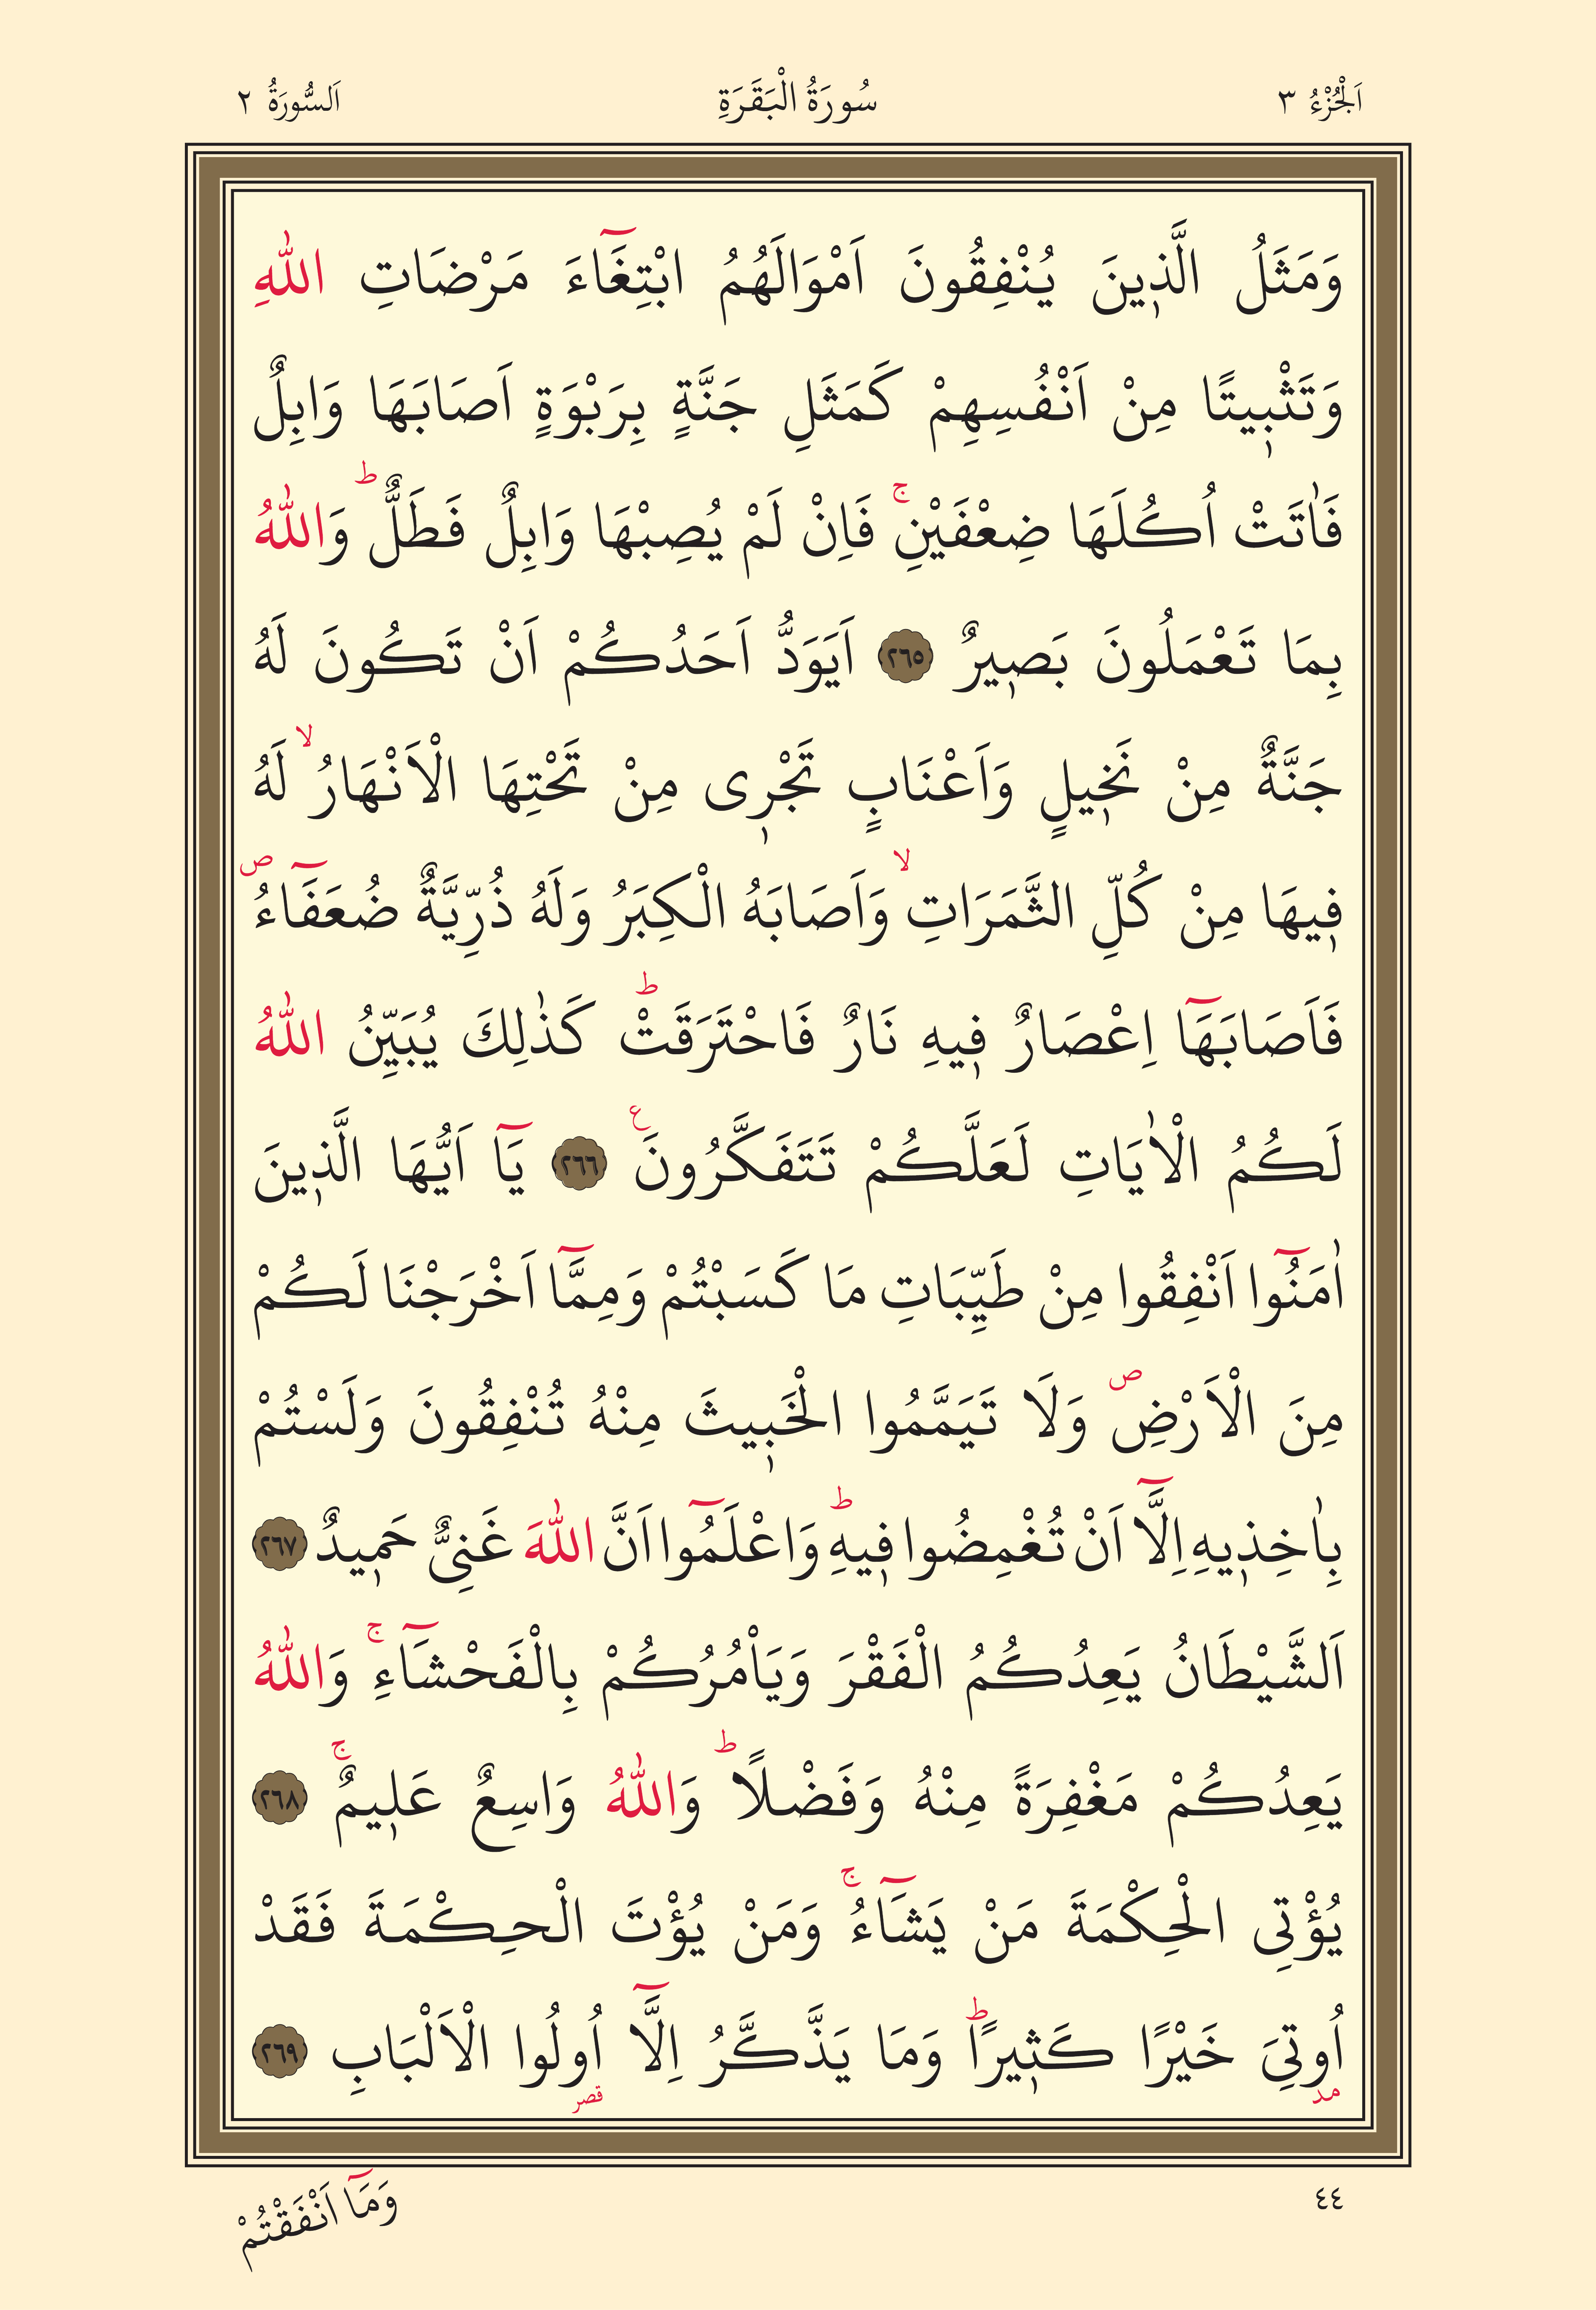 اَلْجُزْءُ ٣ سُورَةُ الْبَقَرَةِ اَلسُّورَةُ ٢
وَمَثَلُ الَّذ۪ينَ يُنْفِقُونَ اَمْوَالَهُمُ ابْتِغَٓاءَ مَرْضَاتِ اللّٰهِ
وَتَثْب۪يتًا مِنْ اَنْفُسِهِمْ كَمَثَلِ جَنَّةٍ بِرَبْوَةٍ اَصَابَهَا وَابِلٌ
فَاٰتَتْ اُكُلَهَا ضِعْفَيْنِۚ فَاِنْ لَمْ يُصِبْهَا وَابِلٌ فَطَلٌّۜ وَاللّٰهُ
بِمَا تَعْمَلُونَ بَص۪يرٌ ﴿٢٦٥﴾ اَيَوَدُّ اَحَدُكُمْ اَنْ تَكُونَ لَهُ
جَنَّةٌ مِنْ نَخ۪يلٍ وَاَعْنَابٍ تَجْر۪ى مِنْ تَحْتِهَا الْاَنْهَارُۙ لَهُ
ف۪يهَا مِنْ كُلِّ الثَّمَرَاتِۙ وَاَصَابَهُ الْكِبَرُ وَلَهُ ذُرِّيَّةٌ ضُعَفَٓاءُۖ
فَاَصَابَهَٓا اِعْصَارٌ ف۪يهِ نَارٌ فَاحْتَرَقَتْۜ كَذٰلِكَ يُبَيِّنُ اللّٰهُ
لَكُمُ الْاٰيَاتِ لَعَلَّكُمْ تَتَفَكَّرُونَ۟ ﴿٢٦٦﴾ يَٓا اَيُّهَا الَّذ۪ينَ
اٰمَنُٓوا اَنْفِقُوا مِنْ طَيِّبَاتِ مَا كَسَبْتُمْ وَمِمَّٓا اَخْرَجْنَا لَكُمْ
مِنَ الْاَرْضِۖ وَلَا تَيَمَّمُوا الْخَب۪يثَ مِنْهُ تُنْفِقُونَ وَلَسْتُمْ
بِاٰخِذ۪يهِ اِلَّٓا اَنْ تُغْمِضُوا ف۪يهِۜ وَاعْلَمُٓوا اَنَّ اللّٰهَ غَنِىٌّ حَم۪يدٌ ﴿٢٦٧﴾
اَلشَّيْطَانُ يَعِدُكُمُ الْفَقْرَ وَيَاْمُرُكُمْ بِالْفَحْشَٓاءِۚ وَاللّٰهُ
يَعِدُكُمْ مَغْفِرَةً مِنْهُ وَفَضْلًاۜ وَاللّٰهُ وَاسِعٌ عَل۪يمٌۚ ﴿٢٦٨﴾
يُؤْتِى الْحِكْمَةَ مَنْ يَشَٓاءُۚ وَمَنْ يُؤْتَ الْحِكْمَةَ فَقَدْ
اُوتِىَ خَيْرًا كَث۪يرًاۜ وَمَا يَذَّكَّرُ اِلَّٓا اُولُوا الْاَلْبَابِ ﴿٢٦٩﴾
مد قصر
٤٤ وَمَٓا اَنْفَقْتُمْ